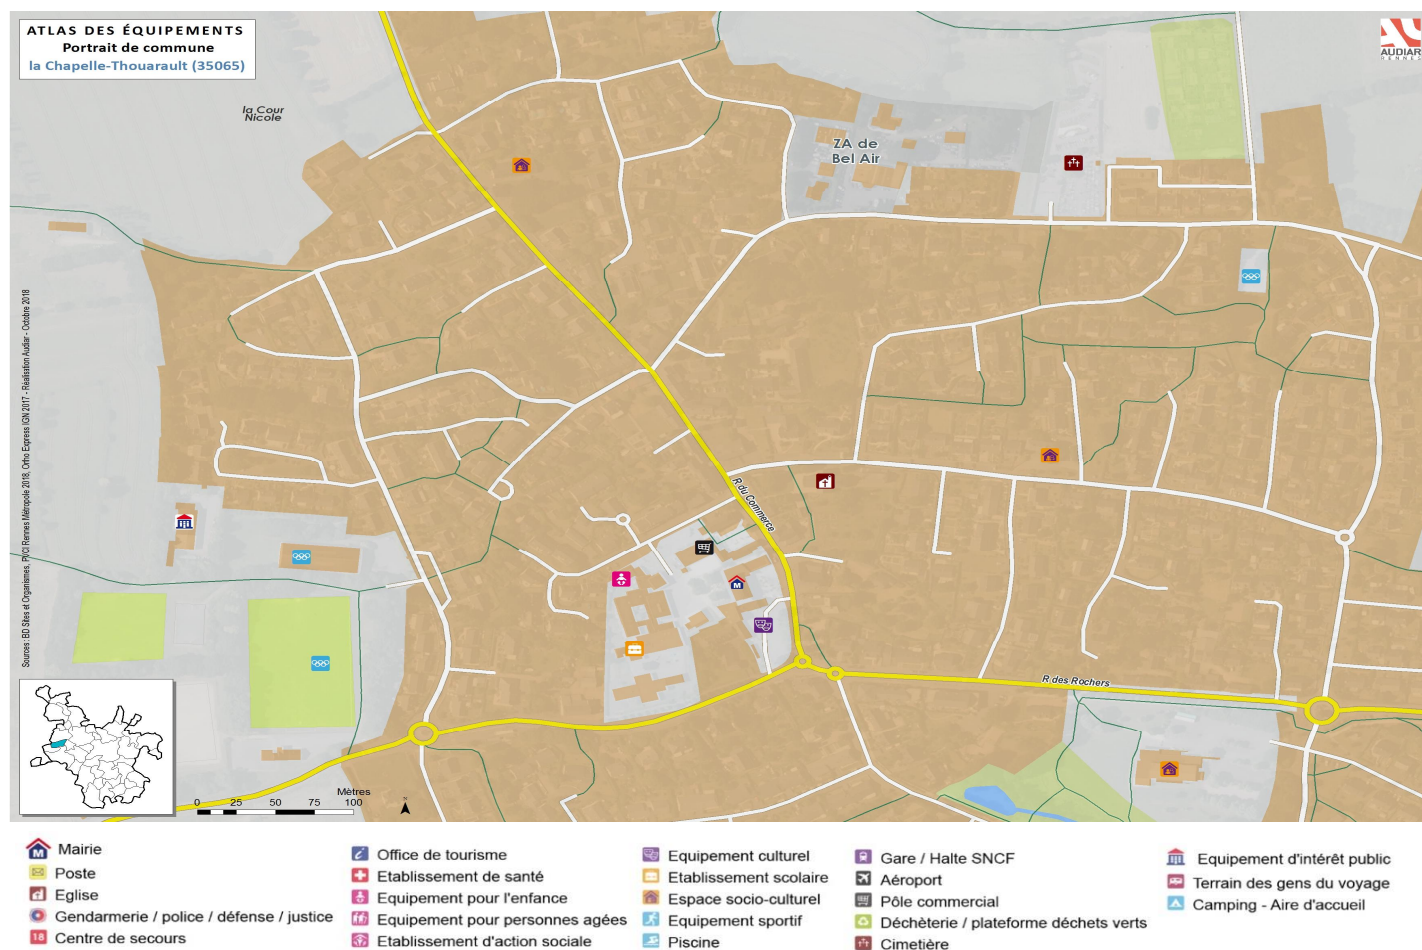 ATLAS DES ÉQUIPEMENTS
Portrait de commune
la Chapelle-Thouarault (35065)
AUDIAR
RENNES
la Cour
Nicole
ZA de
Bel Air
R du Commerce
R des Rochers
Sources : BD Sites et Organismes, PVCI Rennes Métropole 2018, Ortho Express IGN 2017 - Réalisation Audiar - Octobre 2018
Mètres
0 25 50 75 100
N
Mairie
Poste
Eglise
Gendarmerie / police / défense / justice
18 Centre de secours
Office de tourisme
Etablissement de santé
Equipement pour l'enfance
Equipement pour personnes agées
Etablissement d'action sociale
Equipement culturel
Etablissement scolaire
Espace socio-culturel
Equipement sportif
Piscine
Gare / Halte SNCF
Aéroport
Pôle commercial
Déchèterie / plateforme déchets verts
Cimetière
Equipement d'intérêt public
Terrain des gens du voyage
Camping - Aire d'accueil